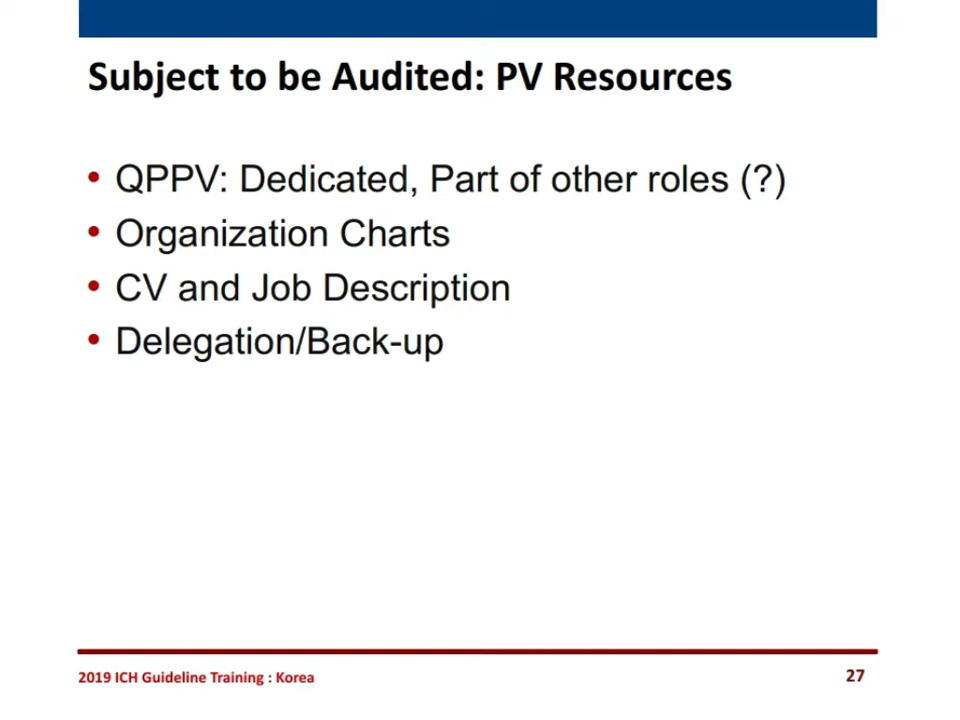 Subject to be Audited: PV Resources
• QPPV: Dedicated, Part of other roles (?)
• Organization Charts
• CV and Job Description
• Delegation/Back-up
2019 ICH Guideline Training : Korea
27